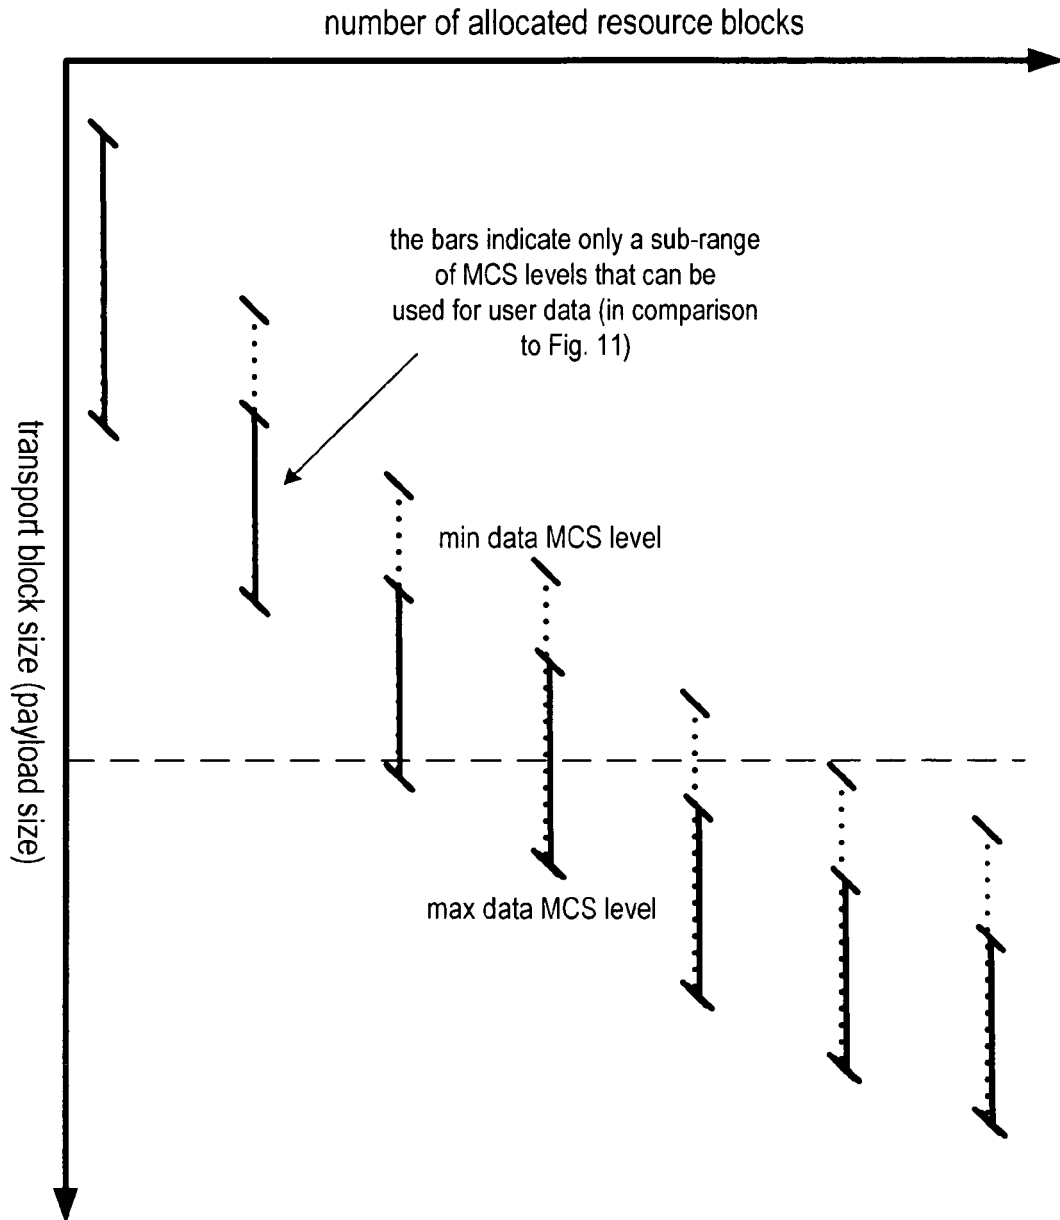 number of allocated resource blocks
the bars indicate only a sub-range
of MCS levels that can be
used for user data (in comparison
to Fig. 11)
transport block size (payload size)
min data MCS level
max data MCS level